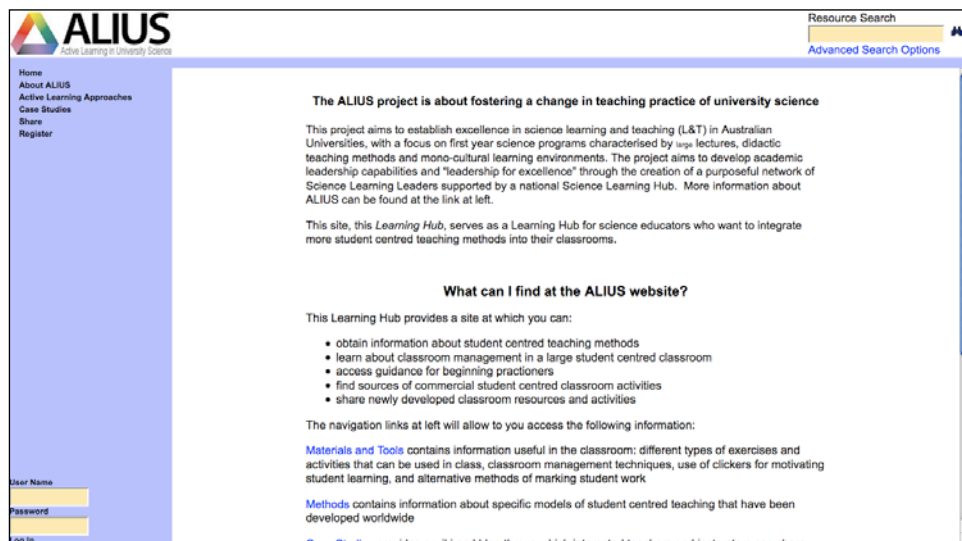 ALIUS
Active Learning in University Science
Resource Search
Advanced Search Options
Home
About ALIUS
Active Learning Approaches
Case Studies
Share
Register
The ALIUS project is about fostering a change in teaching practice of university science
This project aims to establish excellence in science learning and teaching (L&T) in Australian
Universities, with a focus on first year science programs characterised by large lectures, didactic
teaching methods and mono-cultural learning environments. The project aims to develop academic
leadership capabilities and "leadership for excellence" through the creation of a purposeful network of
Science Learning Leaders supported by a national Science Learning Hub.  More information about
ALIUS can be found at the link at left.
This site, this Learning Hub, serves as a Learning Hub for science educators who want to integrate
more student centred teaching methods into their classrooms.
What can I find at the ALIUS website?
This Learning Hub provides a site at which you can:
• obtain information about student centred teaching methods
• learn about classroom management in a large student centred classroom
• access guidance for beginning practioners
• find sources of commercial student centred classroom activities
• share newly developed classroom resources and activities
The navigation links at left will allow to you access the following information:
Materials and Tools contains information useful in the classroom: different types of exercises and
activities that can be used in class, classroom management techniques, use of clickers for motivating
student learning, and alternative methods of marking student work
Methods contains information about specific models of student centred teaching that have been
developed worldwide
User Name
Password
Log In